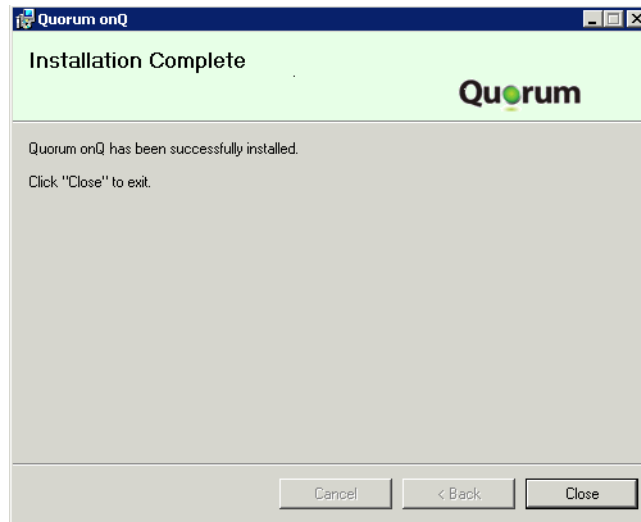 Quorum onQ
Installation Complete
Quorum
Quorum onQ has been successfully installed.
Click "Close" to exit.
Cancel
< Back
Close